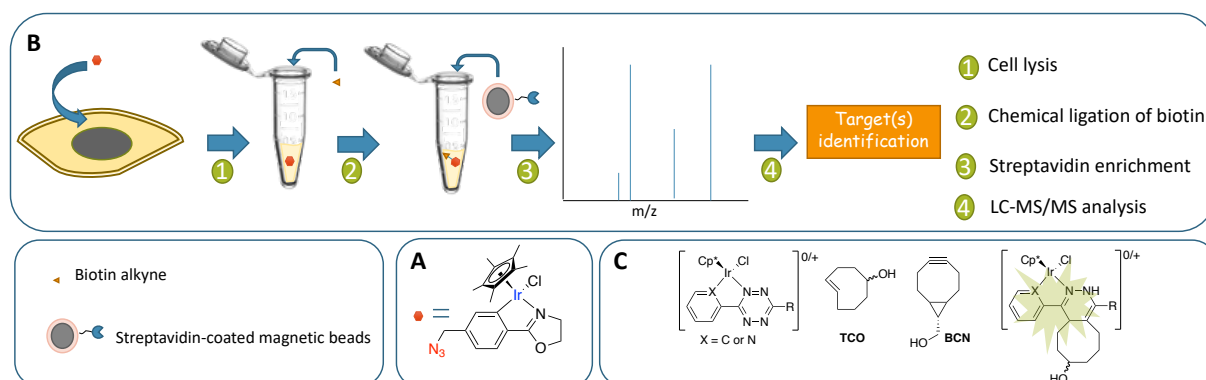 B
1 Cell lysis
2 Chemical ligation of biotin
3 Streptavidin enrichment
4 LC-MS/MS analysis
1
2
3
4
m/z
Target(s)
identification
Biotin alkyne
Streptavidin-coated magnetic beads
A
Ir
Cl
N
O
N3
C
Cp*
Ir
Cl
X
N
N
N
N
R
0/+
X = C or N
OH
TCO
HO
BCN
Cp*
Ir
Cl
X
N
NH
R
0/+
HO